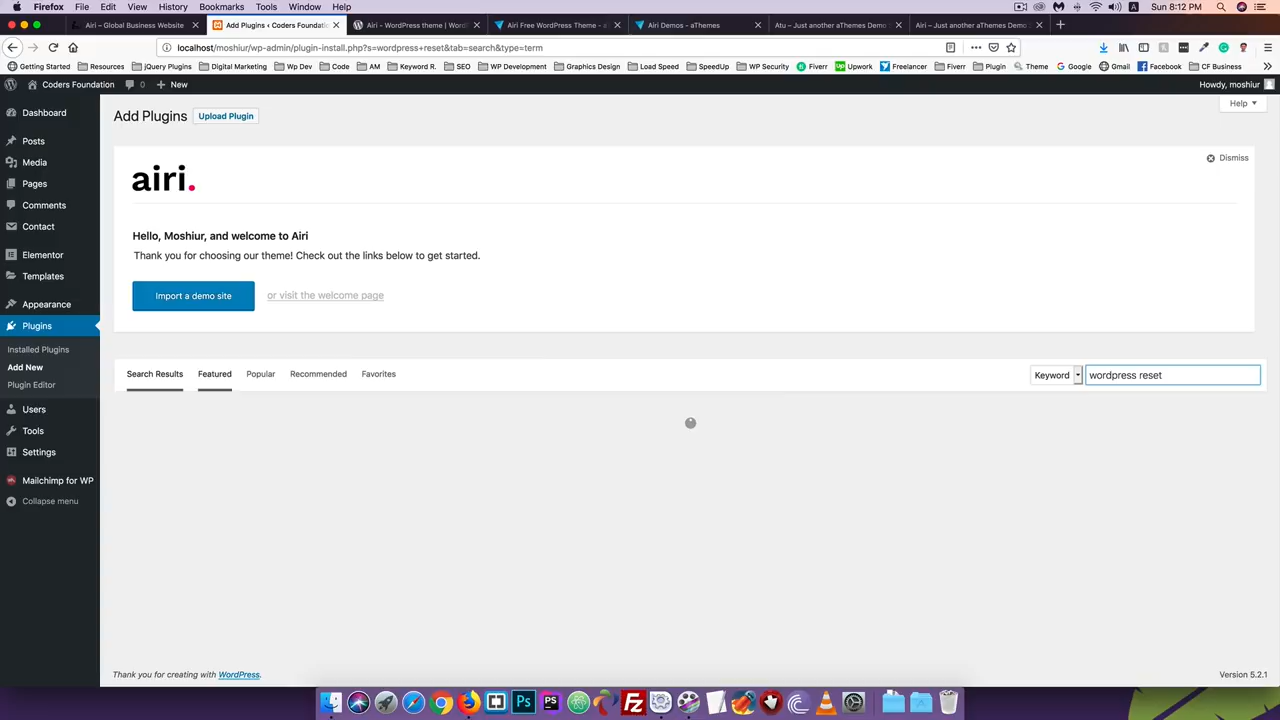 Firefox File Edit View History Bookmarks Tools Window Help
Sun 8:12 PM
Airi – Global Business Website
Add Plugins ‹ Coders Foundatio
Airi - WordPress theme | Word
Airi Free WordPress Theme - a
Airi Demos - aThemes
Atu – Just another aThemes Demo
Airi – Just another aThemes Demo
localhost/moshiur/wp-admin/plugin-install.php?s=wordpress+reset&tab=search&type=term
Getting Started Resources jQuery Plugins Digital Marketing Wp Dev Code AM Keyword R. SEO WP Development Graphics Design Load Speed SpeedUp WP Security Fiverr Upwork Freelancer Fiverr Plugin Theme Google Gmail Facebook CF Business
Coders Foundation 0 New
Howdy, moshiur
Dashboard
Posts
Media
Pages
Comments
Contact
Elementor
Templates
Appearance
Plugins
Installed Plugins
Add New
Plugin Editor
Users
Tools
Settings
Mailchimp for WP
Collapse menu
Help
Add Plugins
Upload Plugin
Dismiss
airi.
Hello, Moshiur, and welcome to Airi
Thank you for choosing our theme! Check out the links below to get started.
Import a demo site
or visit the welcome page
Search Results Featured Popular Recommended Favorites
Keyword
wordpress reset
Thank you for creating with WordPress.
Version 5.2.1
Ps
PS
Fz